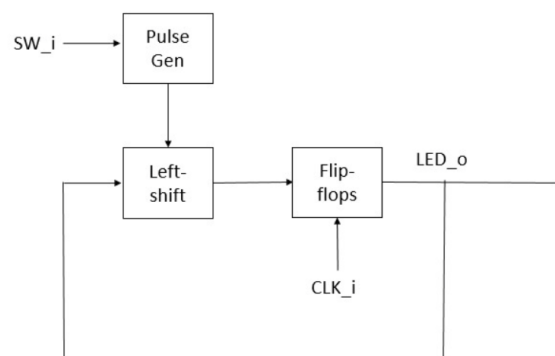 Pulse
Gen
SW_i
Left-
shift
Flip-
flops
LED_o
CLK_i